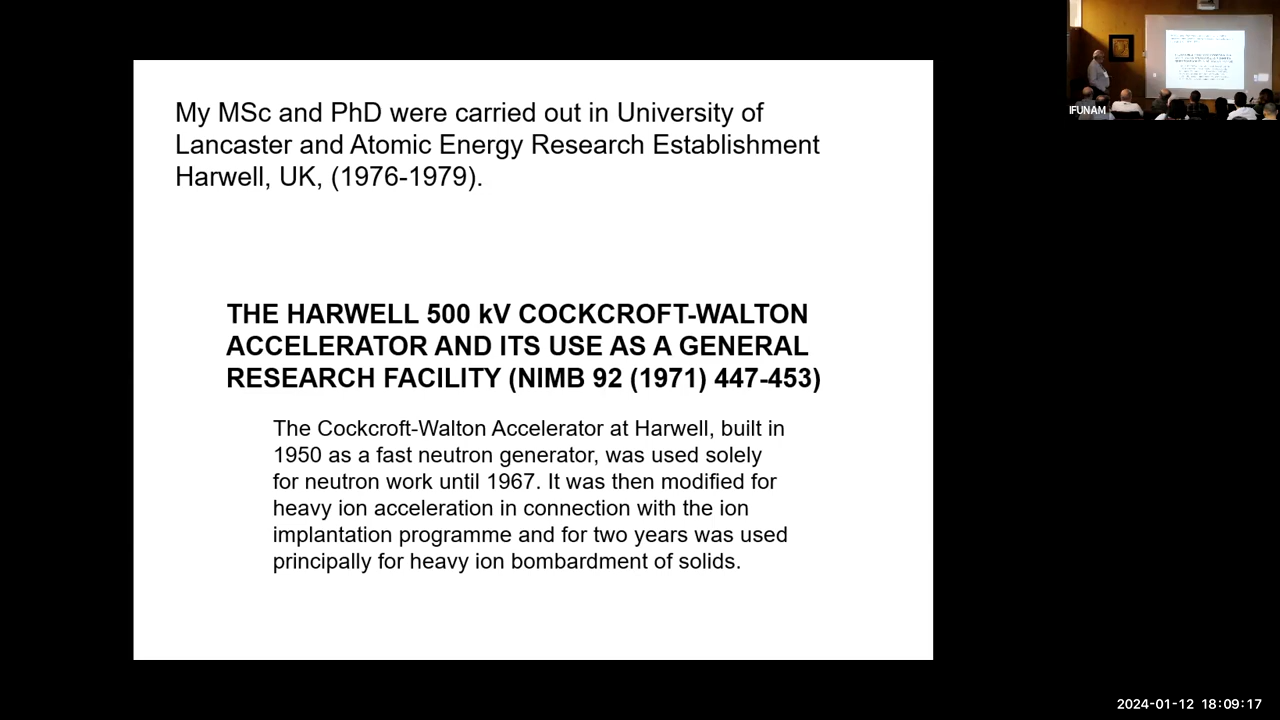 My MSc and PhD were carried out in University of
Lancaster and Atomic Energy Research Establishment
Harwell, UK, (1976-1979).
THE HARWELL 500 kV COCKCROFT-WALTON
ACCELERATOR AND ITS USE AS A GENERAL
RESEARCH FACILITY (NIMB 92 (1971) 447-453)
The Cockcroft-Walton Accelerator at Harwell, built in
1950 as a fast neutron generator, was used solely
for neutron work until 1967. It was then modified for
heavy ion acceleration in connection with the ion
implantation programme and for two years was used
principally for heavy ion bombardment of solids.
IFUNAM
2024-01-12 18:09:17